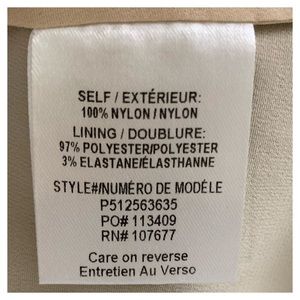 SELF / EXTÉRIEUR:
100% NYLON / NYLON
LINING / DOUBLURE:
97% POLYESTER/POLYESTER
3% ELASTANE/ÉLASTHANNE
STYLE#/NUMÉRO DE MODÈLE
P512563635
PO# 113409
RN# 107677
Care on reverse
Entretien Au Verso